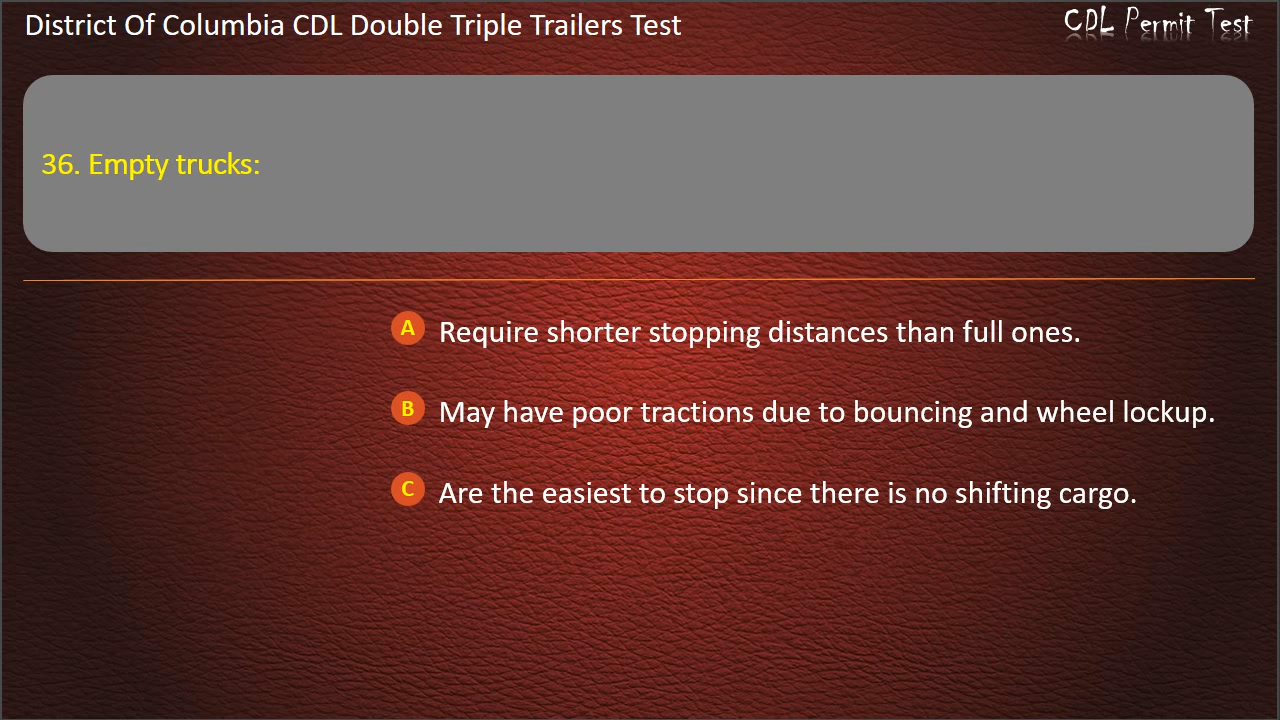 District Of Columbia CDL Double Triple Trailers Test
CDL Permit Test
36. Empty trucks:
A Require shorter stopping distances than full ones.
B May have poor tractions due to bouncing and wheel lockup.
C Are the easiest to stop since there is no shifting cargo.